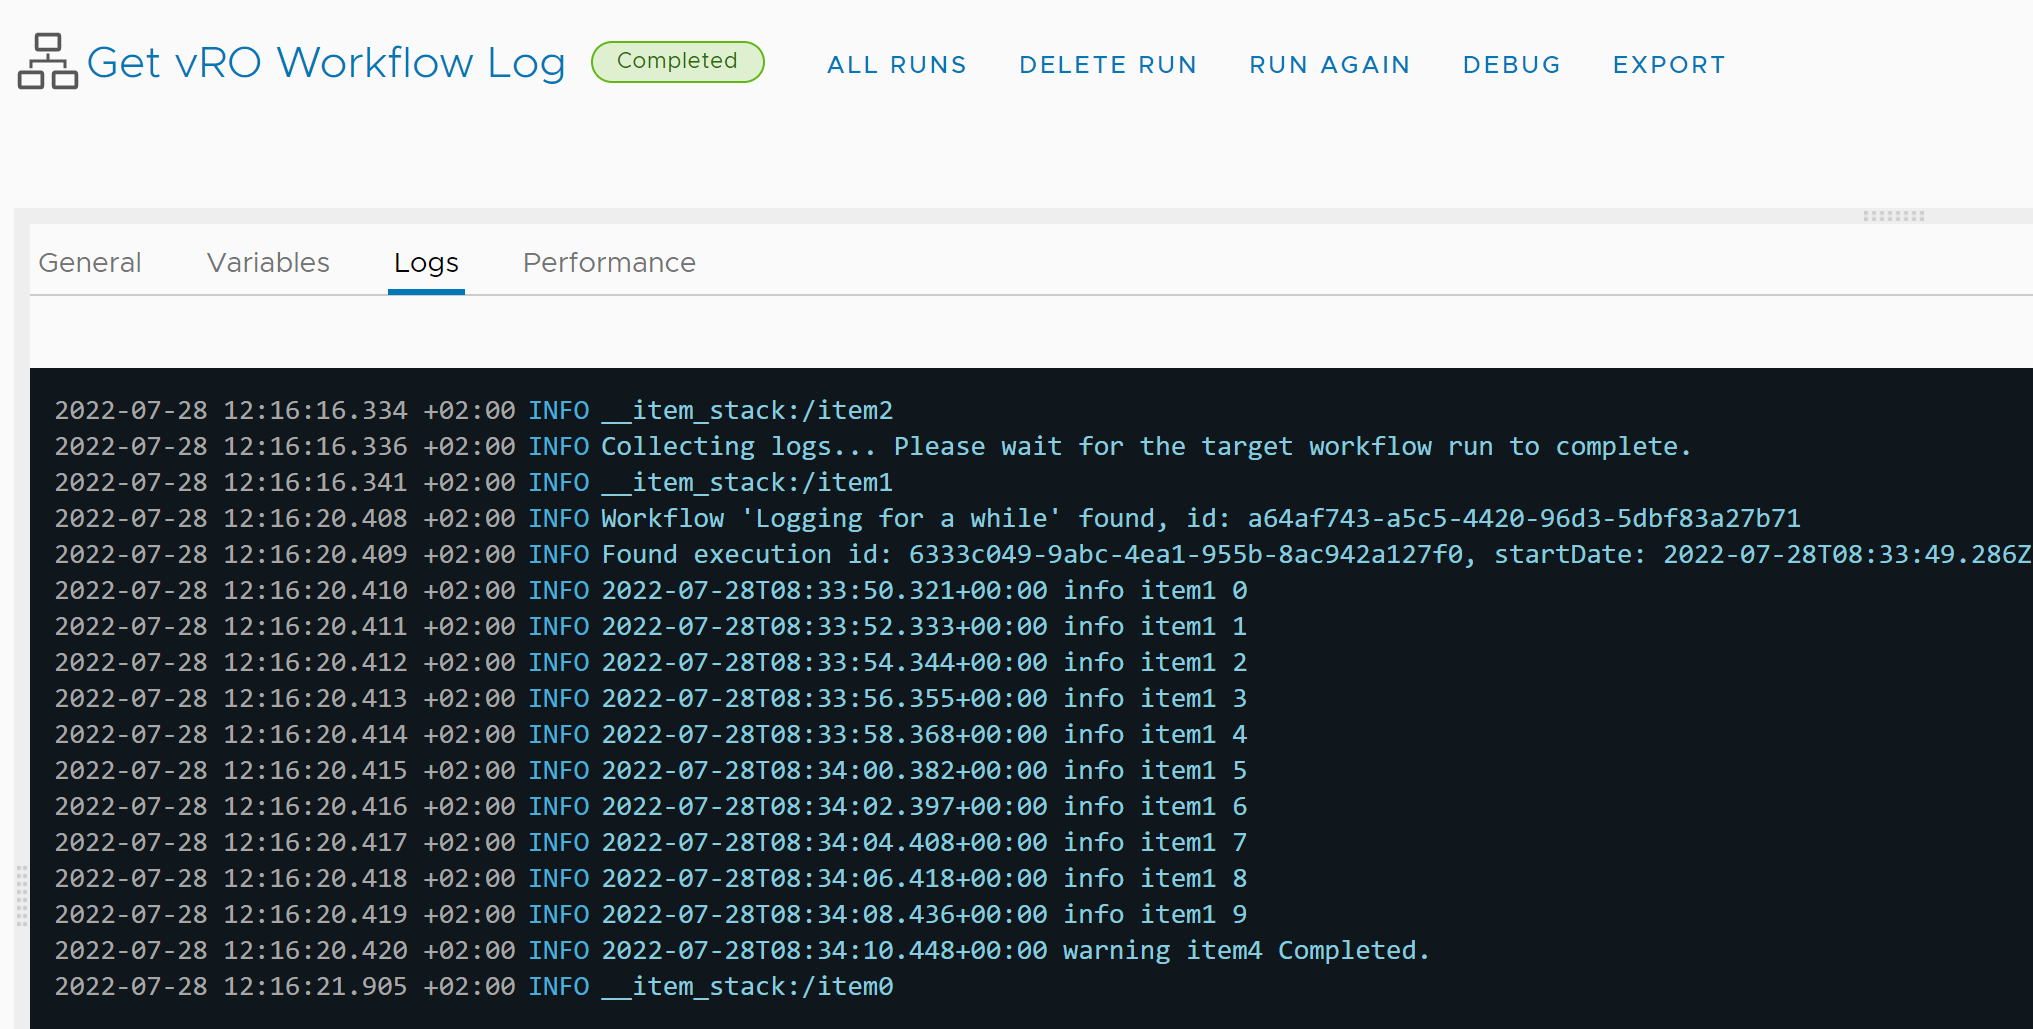 Get vRO Workflow Log Completed ALL RUNS DELETE RUN RUN AGAIN DEBUG EXPORT
General Variables Logs Performance
2022-07-28 12:16:16.334 +02:00 INFO __item_stack:/item2
2022-07-28 12:16:16.336 +02:00 INFO Collecting logs... Please wait for the target workflow run to complete.
2022-07-28 12:16:16.341 +02:00 INFO __item_stack:/item1
2022-07-28 12:16:20.408 +02:00 INFO Workflow 'Logging for a while' found, id: a64af743-a5c5-4420-96d3-5dbf83a27b71
2022-07-28 12:16:20.409 +02:00 INFO Found execution id: 6333c049-9abc-4ea1-955b-8ac942a127f0, startDate: 2022-07-28T08:33:49.286Z
2022-07-28 12:16:20.410 +02:00 INFO 2022-07-28T08:33:50.321+00:00 info item1 0
2022-07-28 12:16:20.411 +02:00 INFO 2022-07-28T08:33:52.333+00:00 info item1 1
2022-07-28 12:16:20.412 +02:00 INFO 2022-07-28T08:33:54.344+00:00 info item1 2
2022-07-28 12:16:20.413 +02:00 INFO 2022-07-28T08:33:56.355+00:00 info item1 3
2022-07-28 12:16:20.414 +02:00 INFO 2022-07-28T08:33:58.368+00:00 info item1 4
2022-07-28 12:16:20.415 +02:00 INFO 2022-07-28T08:34:00.382+00:00 info item1 5
2022-07-28 12:16:20.416 +02:00 INFO 2022-07-28T08:34:02.397+00:00 info item1 6
2022-07-28 12:16:20.417 +02:00 INFO 2022-07-28T08:34:04.408+00:00 info item1 7
2022-07-28 12:16:20.418 +02:00 INFO 2022-07-28T08:34:06.418+00:00 info item1 8
2022-07-28 12:16:20.419 +02:00 INFO 2022-07-28T08:34:08.436+00:00 info item1 9
2022-07-28 12:16:20.420 +02:00 INFO 2022-07-28T08:34:10.448+00:00 warning item4 Completed.
2022-07-28 12:16:21.905 +02:00 INFO __item_stack:/item0